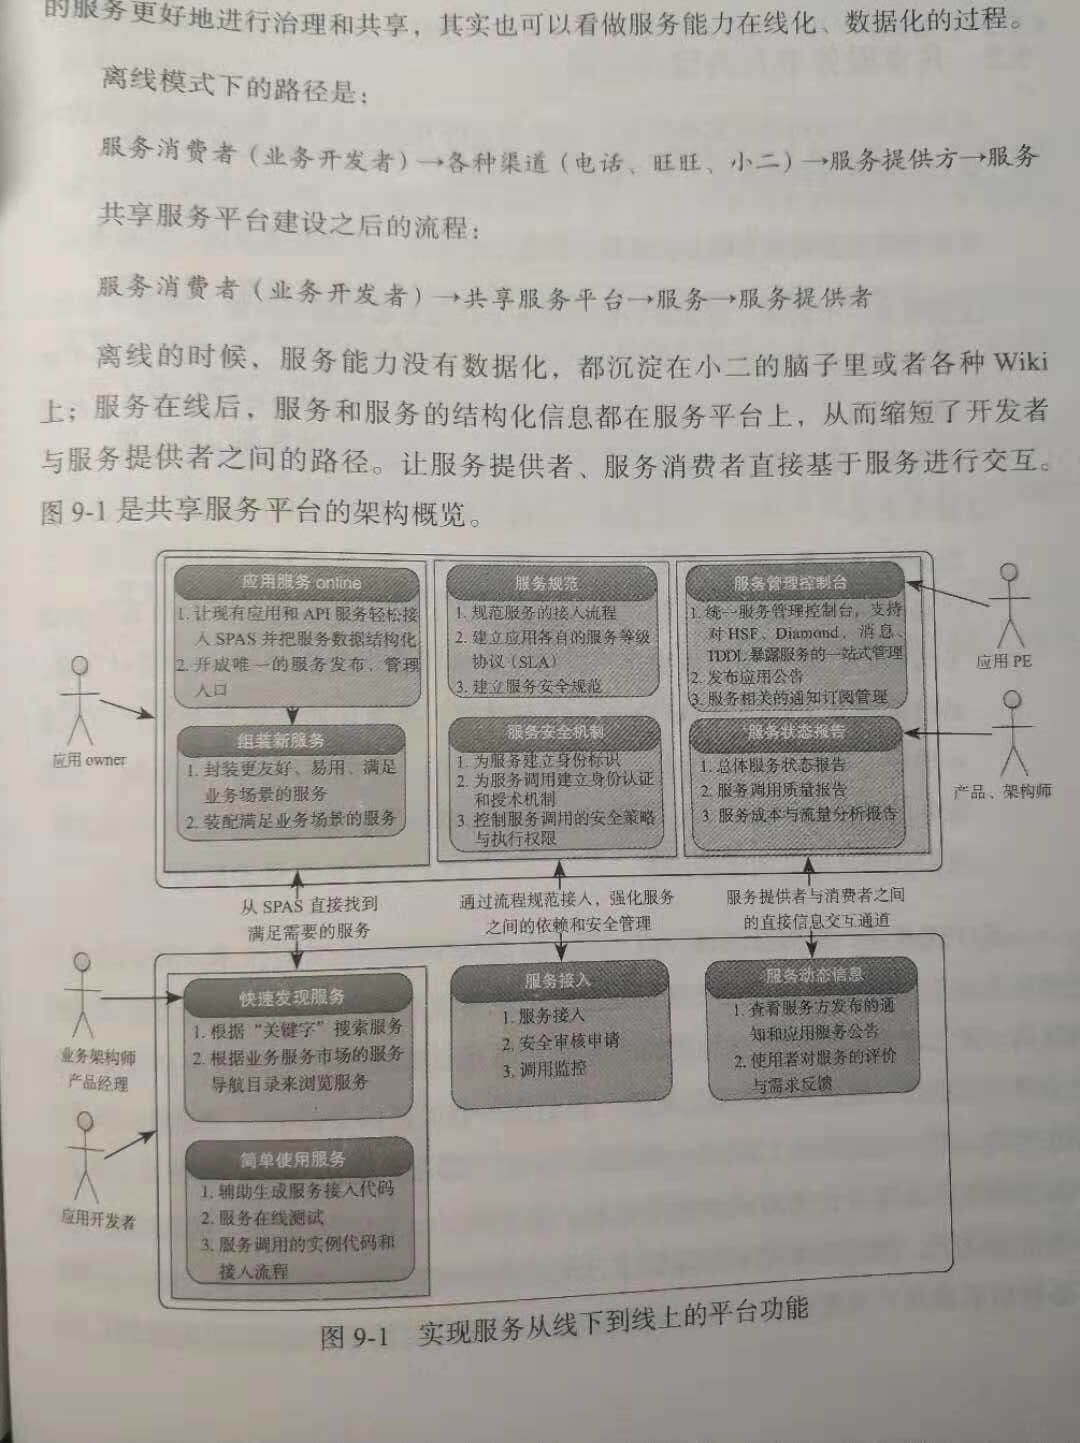 的服务更好地进行治理和共享，其实也可以看做服务能力在线化、数据化的过程。
离线模式下的路径是：
服务消费者（业务开发者）→各种渠道（电话、旺旺、小二）→服务提供方→服务
共享服务平台建设之后的流程：
服务消费者（业务开发者）→共享服务平台→服务→服务提供者
离线的时候，服务能力没有数据化，都沉淀在小二的脑子里或者各种 Wiki
上；服务在线后，服务和服务的结构化信息都在服务平台上，从而缩短了开发者
与服务提供者之间的路径。让服务提供者、服务消费者直接基于服务进行交互。
图 9-1 是共享服务平台的架构概览。
应用服务 online
1. 让现有应用和 API 服务轻松接
入 SPAS 并把服务数据结构化
2. 开成唯一的服务发布、管理
入口
组装新服务
1. 封装更友好、易用、满足
业务场景的服务
2. 装配满足业务场景的服务
服务规范
1. 规范服务的接入流程
2. 建立应用各自的服务等级
协议（SLA）
3. 建立服务安全规范
服务安全机制
1. 为服务建立身份标识
2. 为服务调用建立身份认证
和授术机制
3. 控制服务调用的安全策略
与执行权限
服务管理控制台
1. 统一服务管理控制台，支持
对 HSF、Diamond、消息、
TDDL 暴露服务的一站式管理
2. 发布应用公告
3. 服务相关的通知订阅管理
服务状态报告
1. 总体服务状态报告
2. 服务调用质量报告
3. 服务成本与流量分析报告
应用 owner
应用 PE
产品、架构师
从 SPAS 直接找到
满足需要的服务
通过流程规范接入，强化服务
之间的依赖和安全管理
服务提供者与消费者之间
的直接信息交互通道
业务架构师
产品经理
应用开发者
快速发现服务
1. 根据“关键字”搜索服务
2. 根据业务服务市场的服务
导航目录来浏览服务
简单使用服务
1. 辅助生成服务接入代码
2. 服务在线测试
3. 服务调用的实例代码和
接入流程
服务接入
1. 服务接入
2. 安全审核申请
3. 调用监控
服务动态信息
1. 查看服务方发布的通
知和应用服务公告
2. 使用者对服务的评价
与需求反馈
图 9-1 实现服务从线下到线上的平台功能